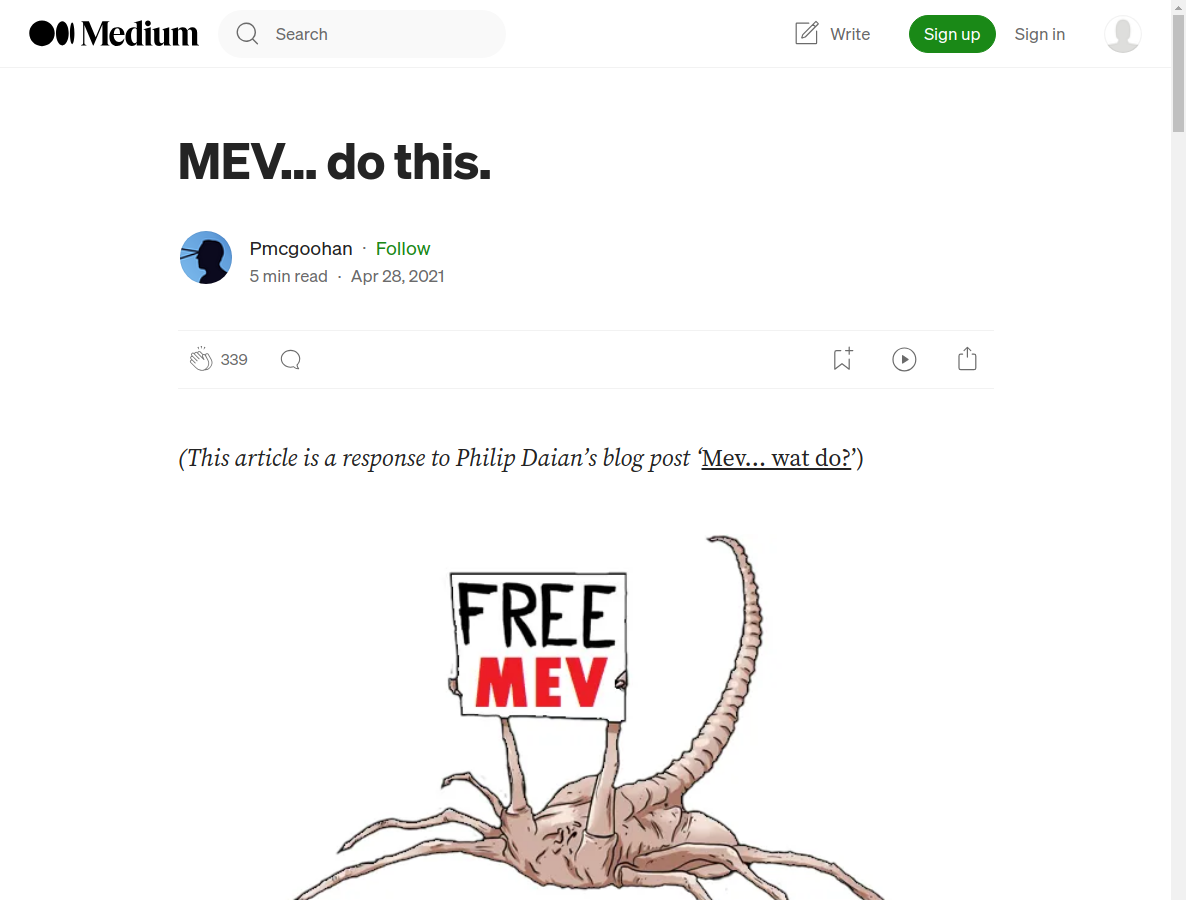 Medium
Search
Write
Sign up
Sign in
MEV... do this.
Pmcgoohan · Follow
5 min read · Apr 28, 2021
339
(This article is a response to Philip Daian’s blog post ‘Mev… wat do?’)
FREE
MEV